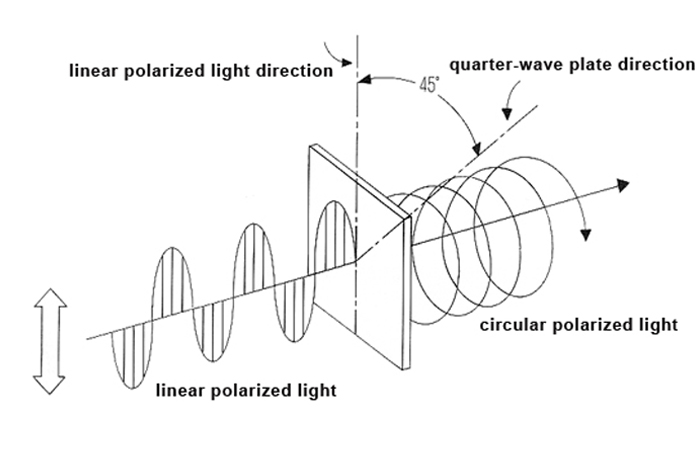 linear polarized light direction
45°
quarter-wave plate direction
circular polarized light
linear polarized light